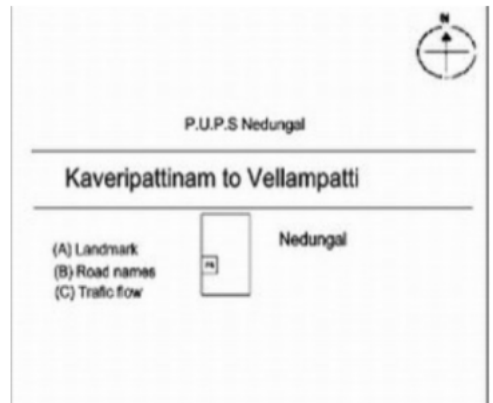 N
P.U.P.S Nedungal
Kaveripattinam to Vellampatti
Nedungal
(A) Landmark
(B) Road names
(C) Trafic flow